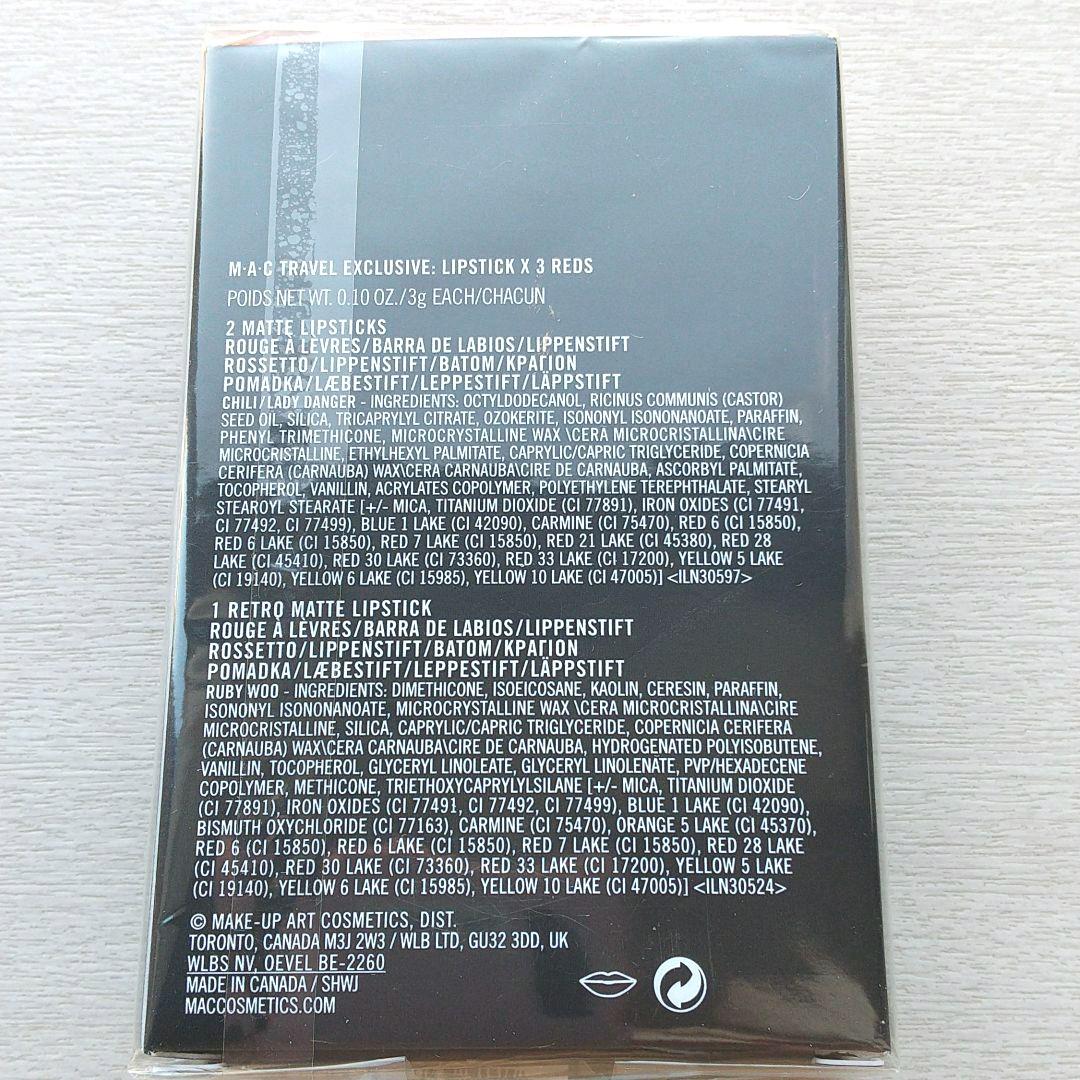 M·A·C TRAVEL EXCLUSIVE: LIPSTICK X 3 REDS
POIDS NET WT. 0.10 OZ./3g EACH/CHACUN
2 MATTE LIPSTICKS
ROUGE À LÈVRES/BARRA DE LABIOS/LIPPENSTIFT
ROSSETTO/LIPPENSTIFT/BATOM/ΚΡΑΓΙΟΝ
POMADKA/LÆBESTIFT/LEPPESTIFT/LÄPPSTIFT
CHILI/LADY DANGER - INGREDIENTS: OCTYLDODECANOL, RICINUS COMMUNIS (CASTOR)
SEED OIL, SILICA, TRICAPRYLYL CITRATE, OZOKERITE, ISONONYL ISONONANOATE, PARAFFIN,
PHENYL TRIMETHICONE, MICROCRYSTALLINE WAX \CERA MICROCRISTALLINA\CIRE
MICROCRISTALLINE, ETHYLHEXYL PALMITATE, CAPRYLIC/CAPRIC TRIGLYCERIDE, COPERNICIA
CERIFERA (CARNAUBA) WAX\CERA CARNAUBA\CIRE DE CARNAUBA, ASCORBYL PALMITATE,
TOCOPHEROL, VANILLIN, ACRYLATES COPOLYMER, POLYETHYLENE TEREPHTHALATE, STEARYL
STEAROYL STEARATE [+/- MICA, TITANIUM DIOXIDE (CI 77891), IRON OXIDES (CI 77491,
CI 77492, CI 77499), BLUE 1 LAKE (CI 42090), CARMINE (CI 75470), RED 6 (CI 15850),
RED 6 LAKE (CI 15850), RED 7 LAKE (CI 15850), RED 21 LAKE (CI 45380), RED 28
LAKE (CI 45410), RED 30 LAKE (CI 73360), RED 33 LAKE (CI 17200), YELLOW 5 LAKE
(CI 19140), YELLOW 6 LAKE (CI 15985), YELLOW 10 LAKE (CI 47005)] <ILN30597>
1 RETRO MATTE LIPSTICK
ROUGE À LÈVRES/BARRA DE LABIOS/LIPPENSTIFT
ROSSETTO/LIPPENSTIFT/BATOM/ΚΡΑΓΙΟΝ
POMADKA/LÆBESTIFT/LEPPESTIFT/LÄPPSTIFT
RUBY WOO - INGREDIENTS: DIMETHICONE, ISOEICOSANE, KAOLIN, CERESIN, PARAFFIN,
ISONONYL ISONONANOATE, MICROCRYSTALLINE WAX \CERA MICROCRISTALLINA\CIRE
MICROCRISTALLINE, SILICA, CAPRYLIC/CAPRIC TRIGLYCERIDE, COPERNICIA CERIFERA
(CARNAUBA) WAX\CERA CARNAUBA\CIRE DE CARNAUBA, HYDROGENATED POLYISOBUTENE,
VANILLIN, TOCOPHEROL, GLYCERYL LINOLEATE, GLYCERYL LINOLENATE, PVP/HEXADECENE
COPOLYMER, METHICONE, TRIETHOXYCAPRYLYLSILANE [+/- MICA, TITANIUM DIOXIDE
(CI 77891), IRON OXIDES (CI 77491, CI 77492, CI 77499), BLUE 1 LAKE (CI 42090),
BISMUTH OXYCHLORIDE (CI 77163), CARMINE (CI 75470), ORANGE 5 LAKE (CI 45370),
RED 6 (CI 15850), RED 6 LAKE (CI 15850), RED 7 LAKE (CI 15850), RED 28 LAKE
(CI 45410), RED 30 LAKE (CI 73360), RED 33 LAKE (CI 17200), YELLOW 5 LAKE
(CI 19140), YELLOW 6 LAKE (CI 15985), YELLOW 10 LAKE (CI 47005)] <ILN30524>
© MAKE-UP ART COSMETICS, DIST.
TORONTO, CANADA M3J 2W3 / WLB LTD, GU32 3DD, UK
WLBS NV, OEVEL BE-2260
MADE IN CANADA / SHWJ
MACCOSMETICS.COM